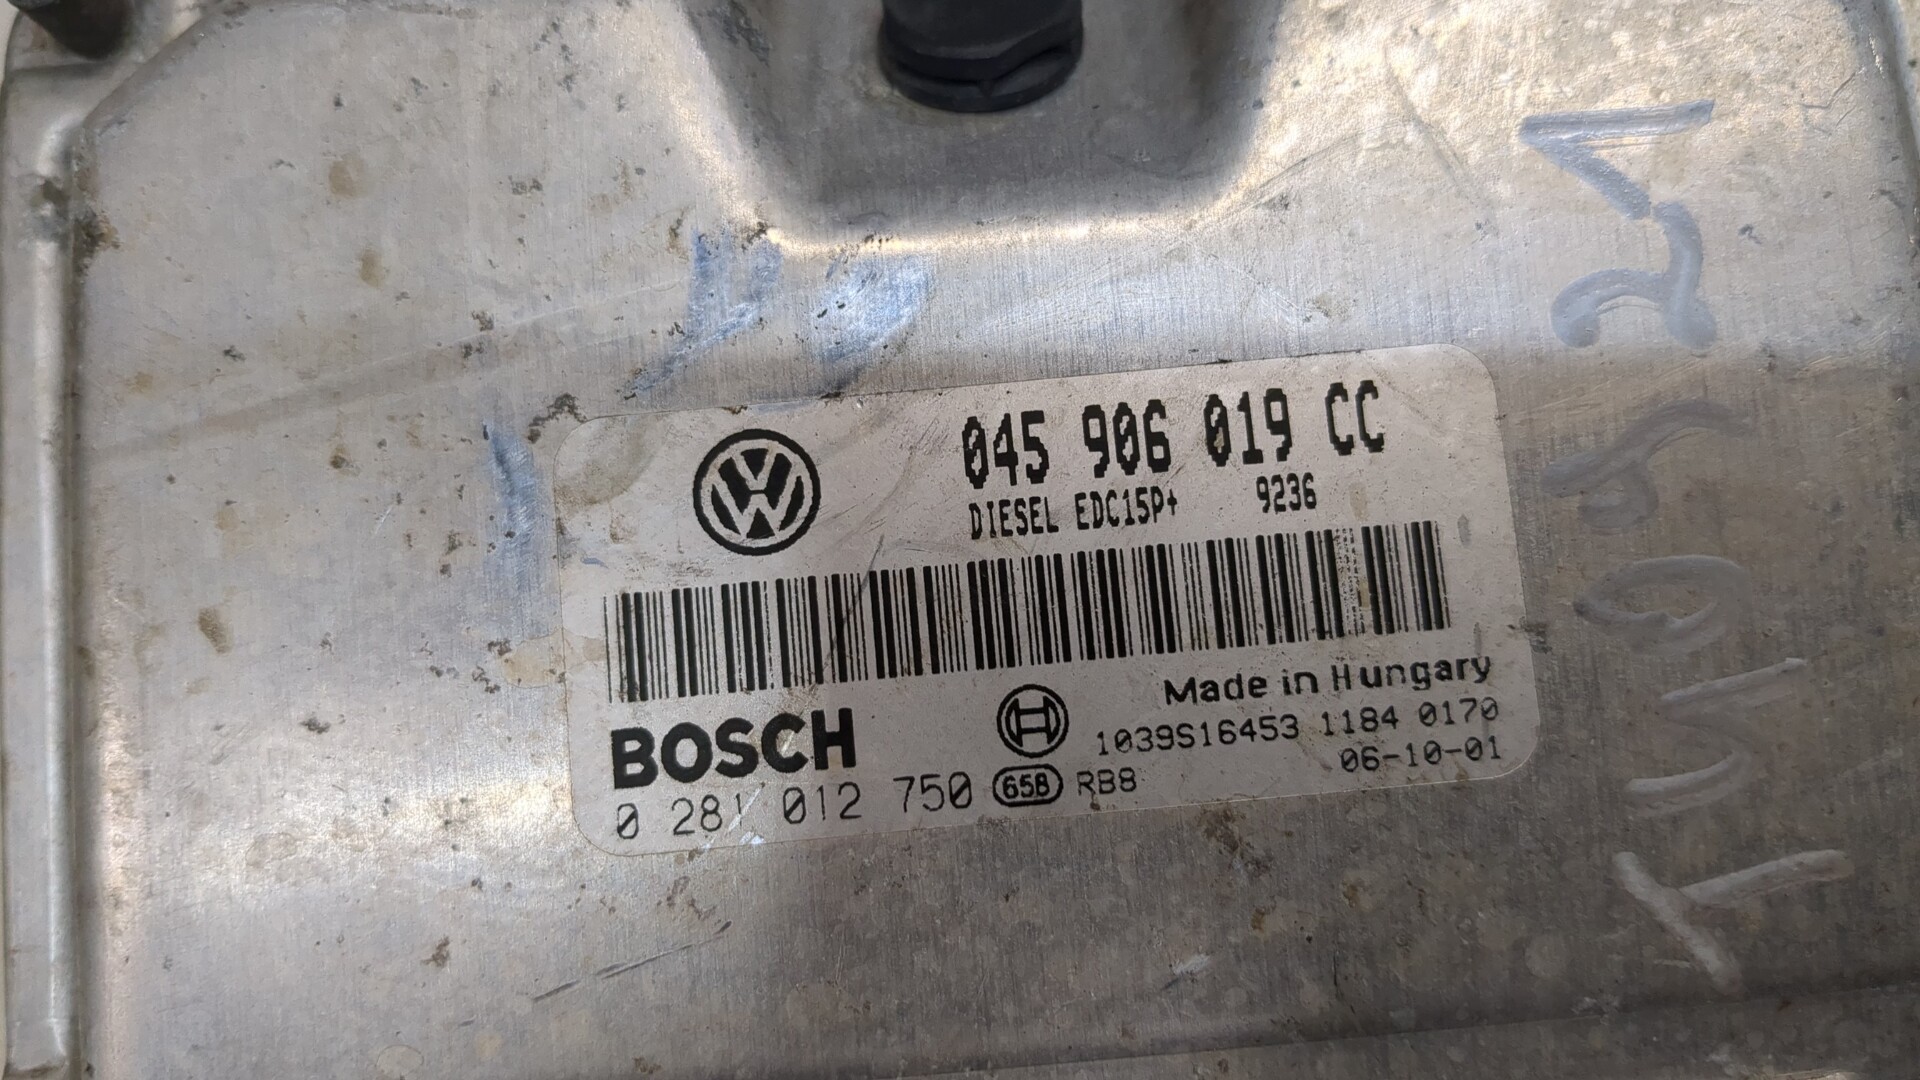 045 906 019 CC
DIESEL EDC15P+ 9236
Made in Hungary
BOSCH
1039S16453 1184 0170
06-10-01
0 281 012 750 658 RB8